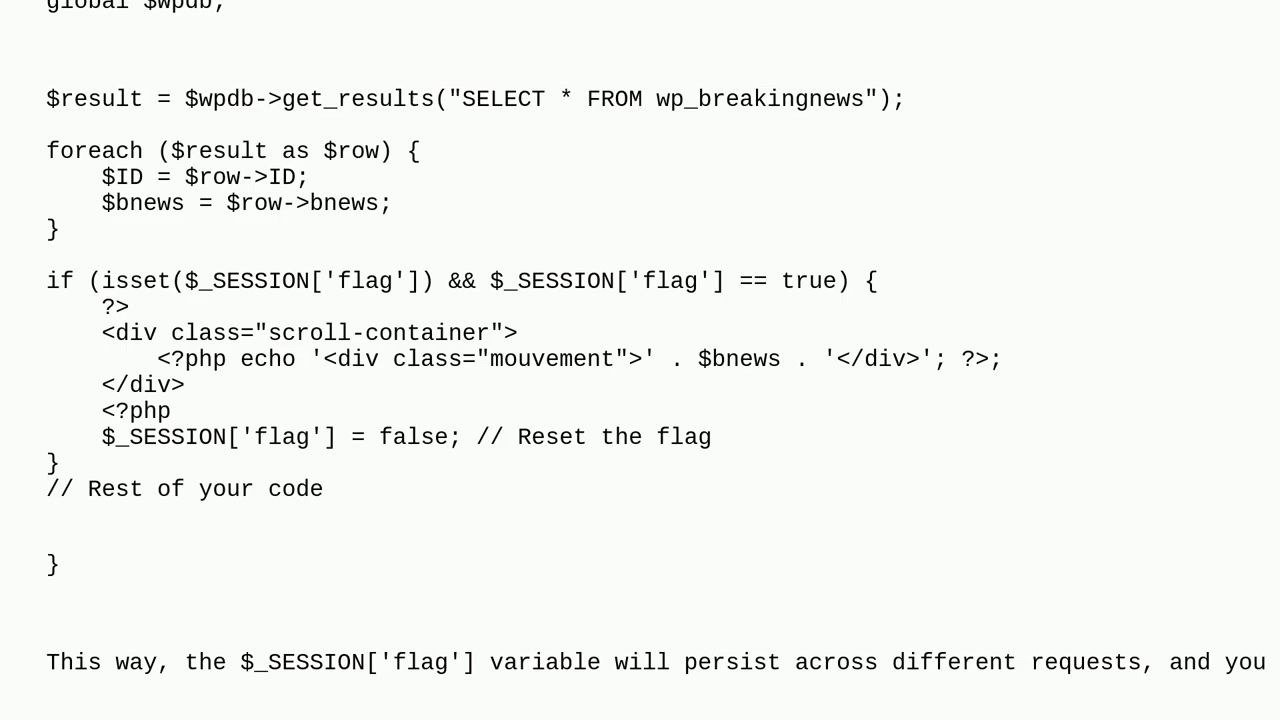 global $wpdb;
$result = $wpdb->get_results("SELECT * FROM wp_breakingnews");
foreach ($result as $row) {
    $ID = $row->ID;
    $bnews = $row->bnews;
}
if (isset($_SESSION['flag']) && $_SESSION['flag'] == true) {
    ?>
    <div class="scroll-container">
        <?php echo '<div class="mouvement">' . $bnews . '</div>'; ?>;
    </div>
    <?php
    $_SESSION['flag'] = false; // Reset the flag
}
// Rest of your code
}
This way, the $_SESSION['flag'] variable will persist across different requests, and you